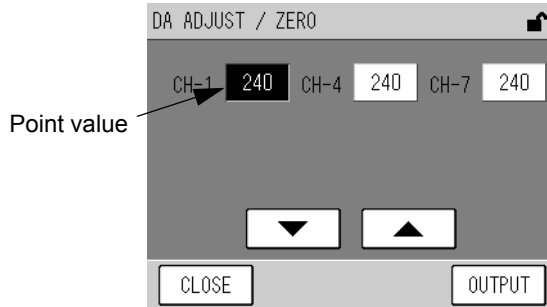 DA ADJUST / ZERO
CH-1 240 CH-4 240 CH-7 240
Point value
CLOSE OUTPUT